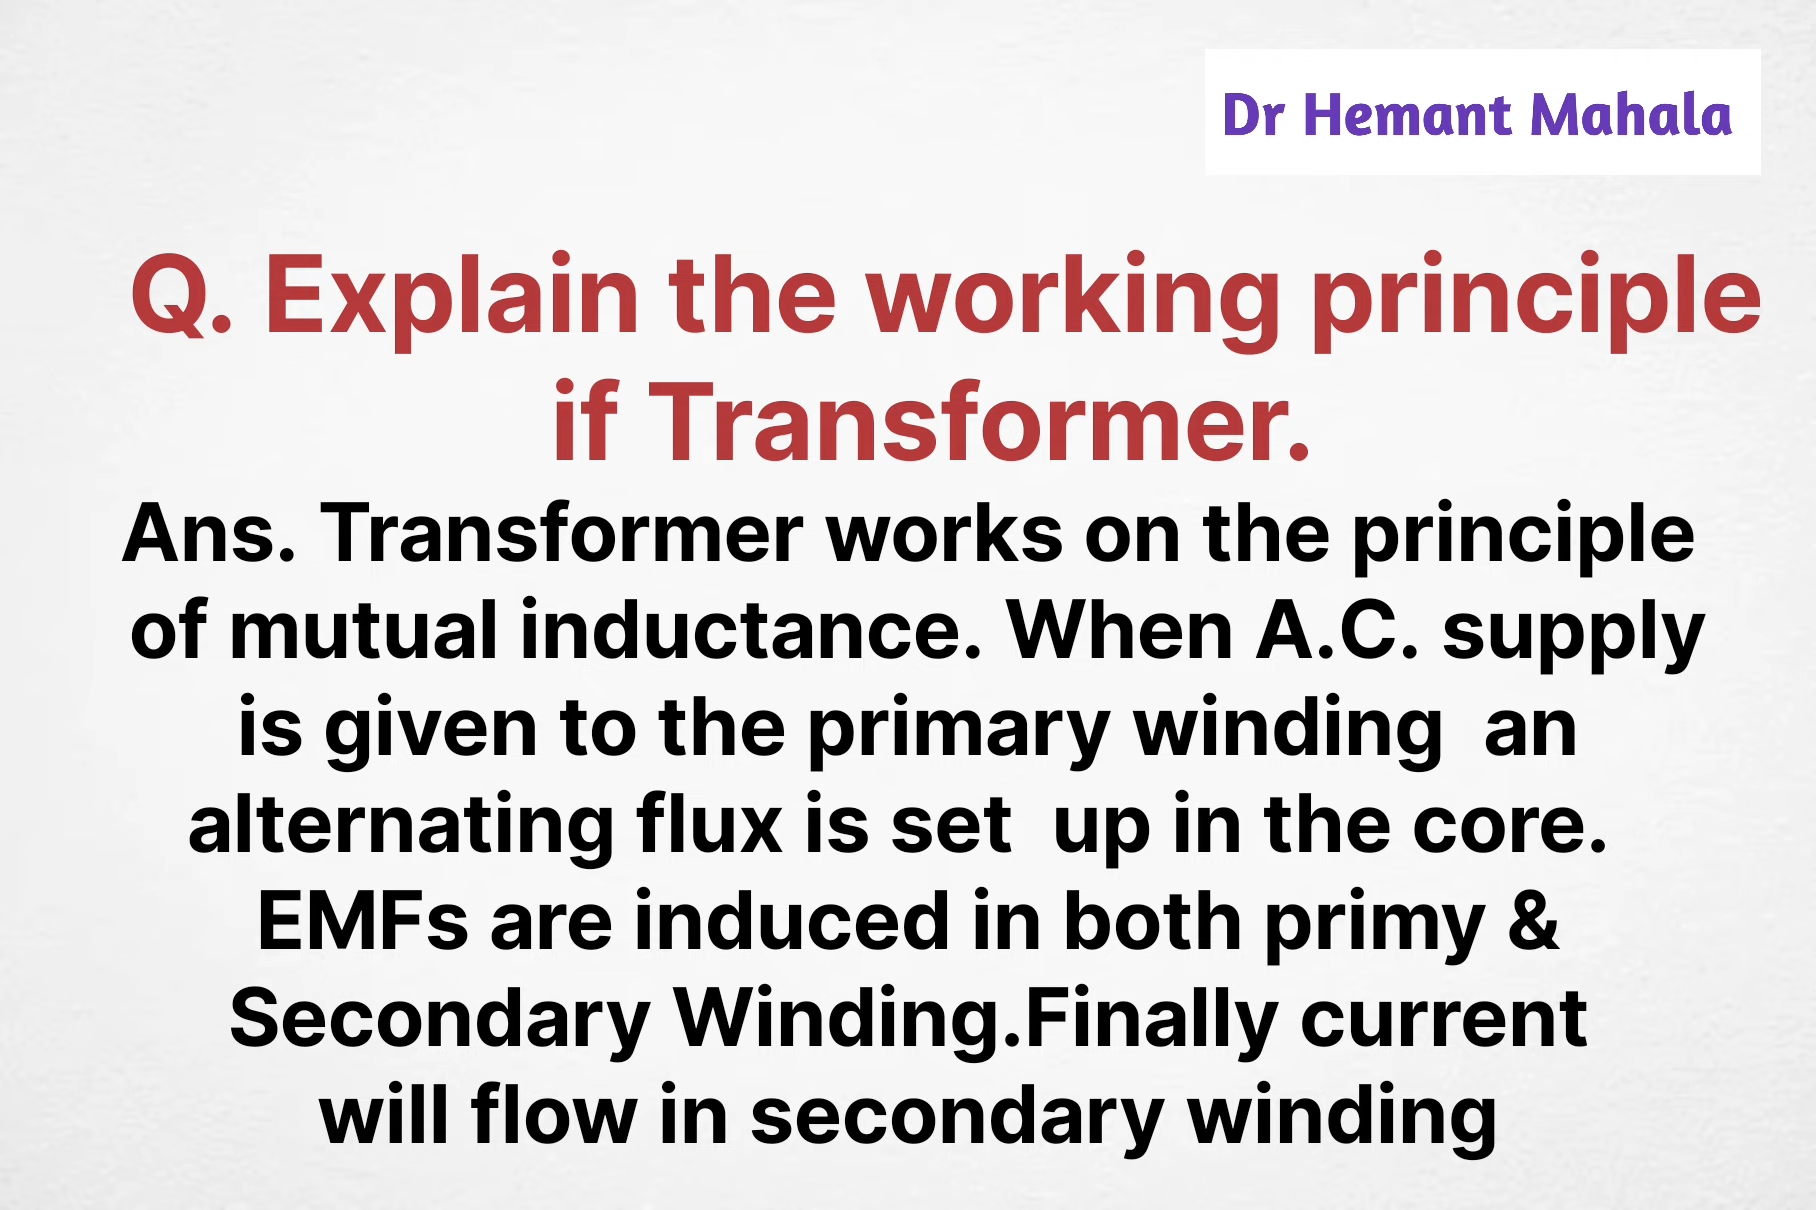 Dr Hemant Mahala
Q. Explain the working principle
if Transformer.
Ans. Transformer works on the principle
of mutual inductance. When A.C. supply
is given to the primary winding  an
alternating flux is set  up in the core.
EMFs are induced in both primy &
Secondary Winding.Finally current
will flow in secondary winding